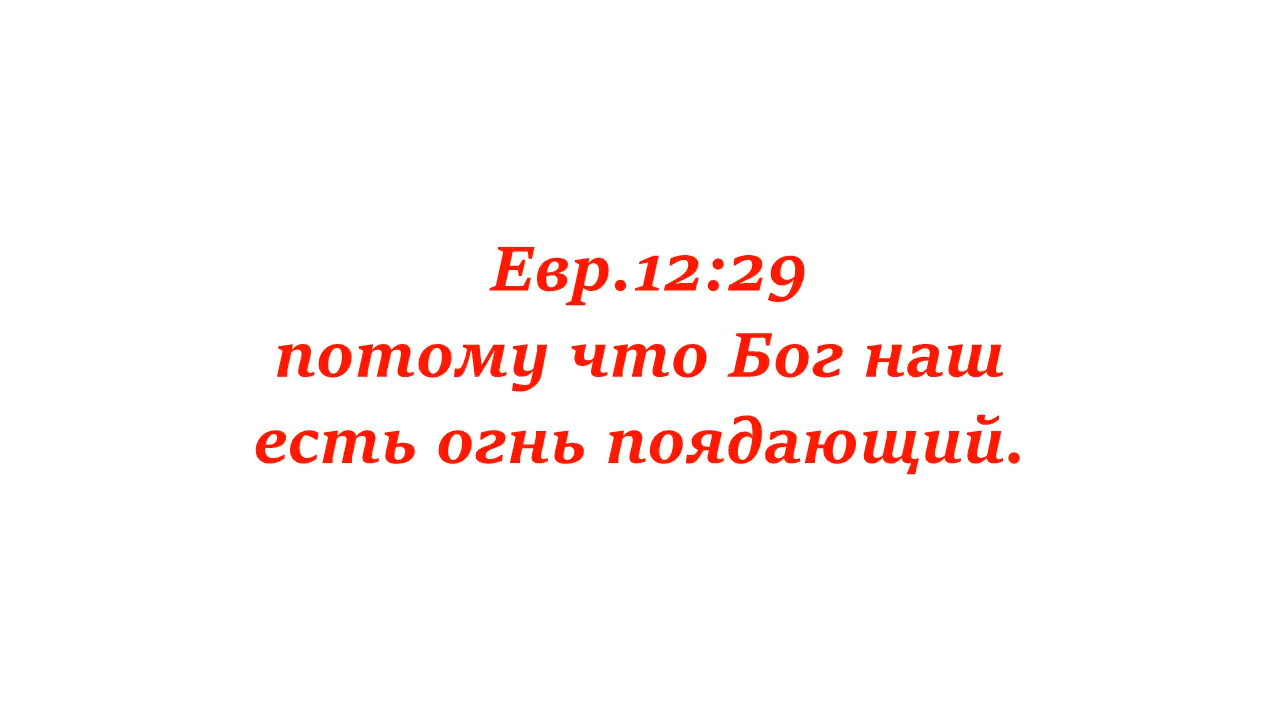 Евр.12:29
потому что Бог наш
есть огнь поядающий.